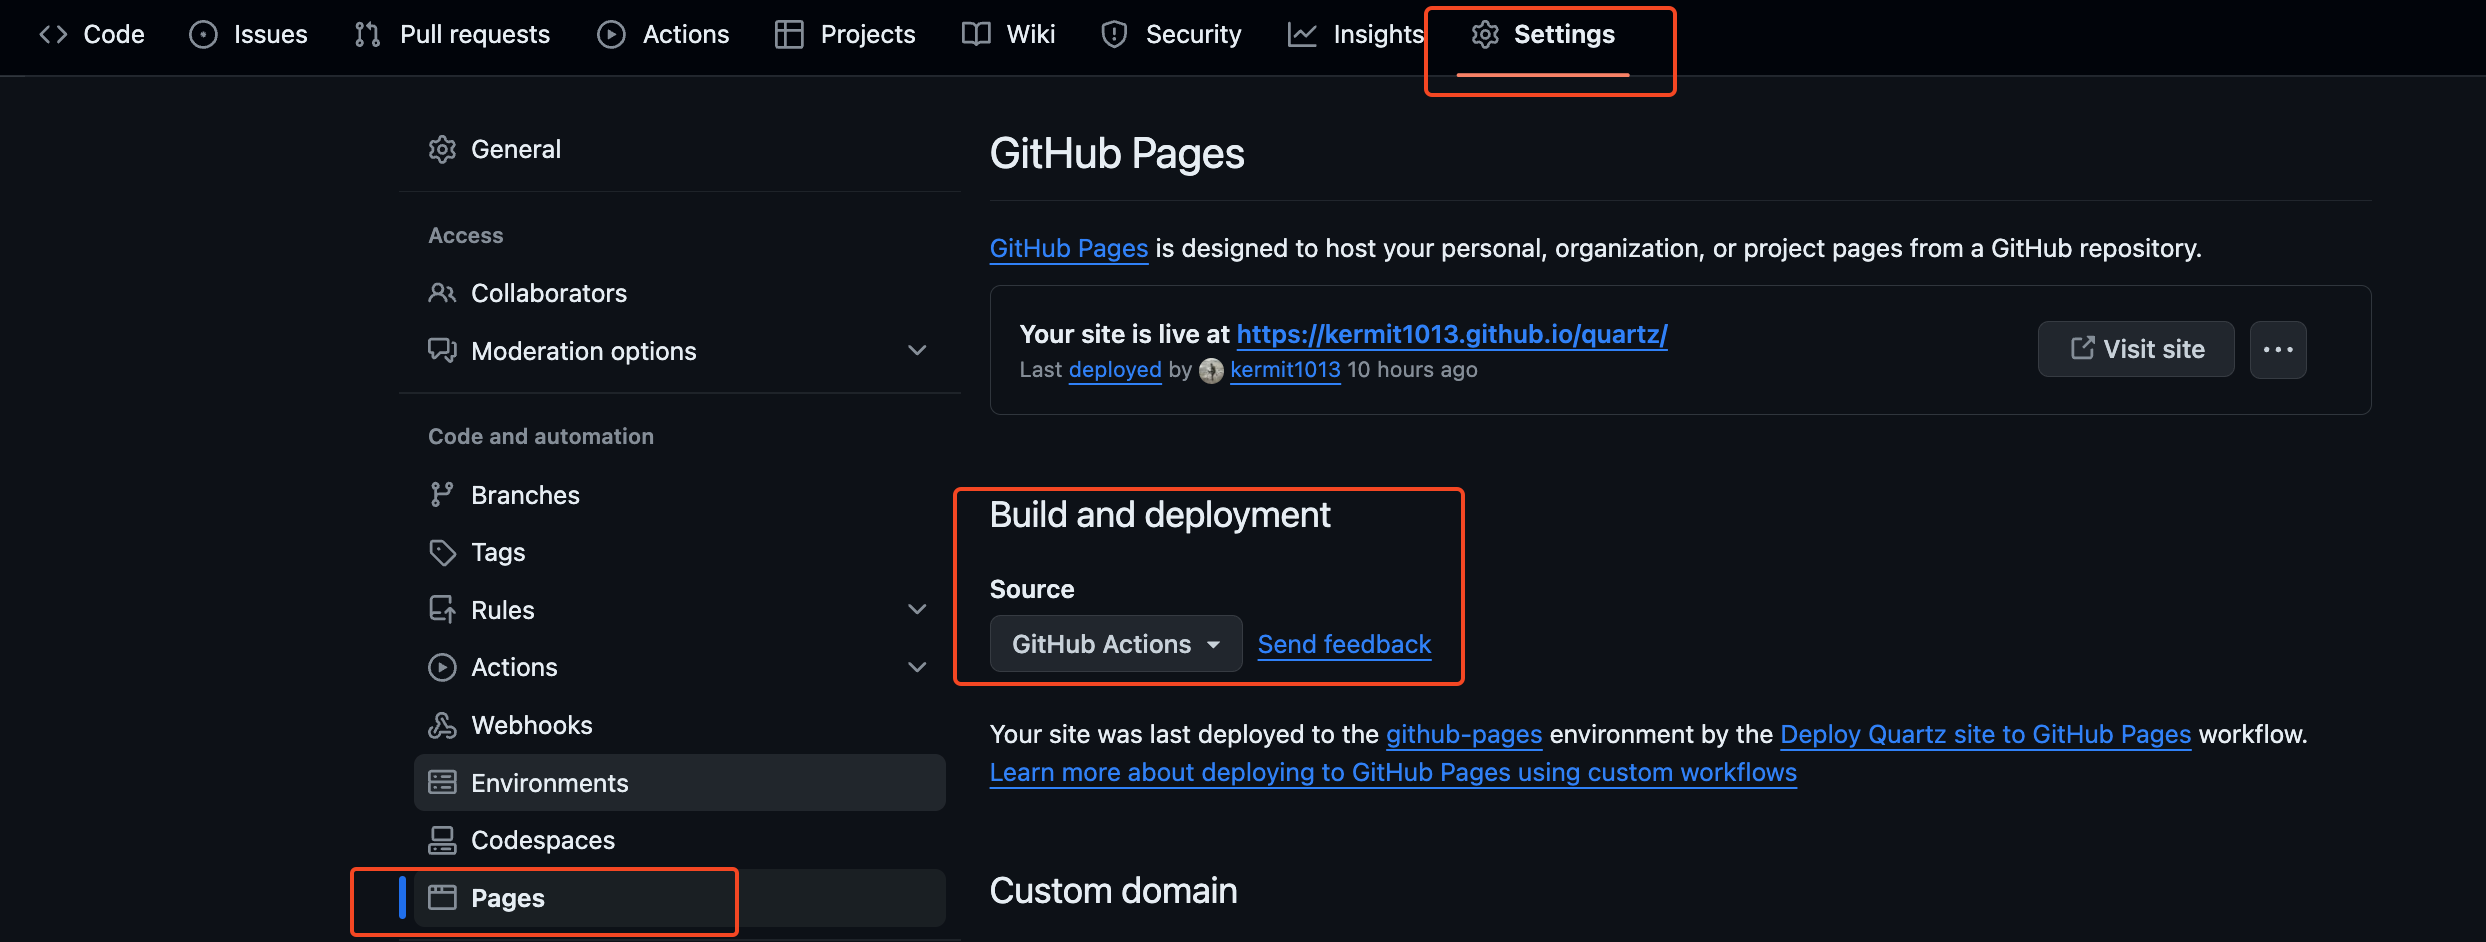 Code Issues Pull requests Actions Projects Wiki Security Insights Settings
General
Access
Collaborators
Moderation options
Code and automation
Branches
Tags
Rules
Actions
Webhooks
Environments
Codespaces
Pages
GitHub Pages
GitHub Pages is designed to host your personal, organization, or project pages from a GitHub repository.
Your site is live at https://kermit1013.github.io/quartz/
Last deployed by kermit1013 10 hours ago
Visit site
Build and deployment
Source
GitHub Actions Send feedback
Your site was last deployed to the github-pages environment by the Deploy Quartz site to GitHub Pages workflow.
Learn more about deploying to GitHub Pages using custom workflows
Custom domain